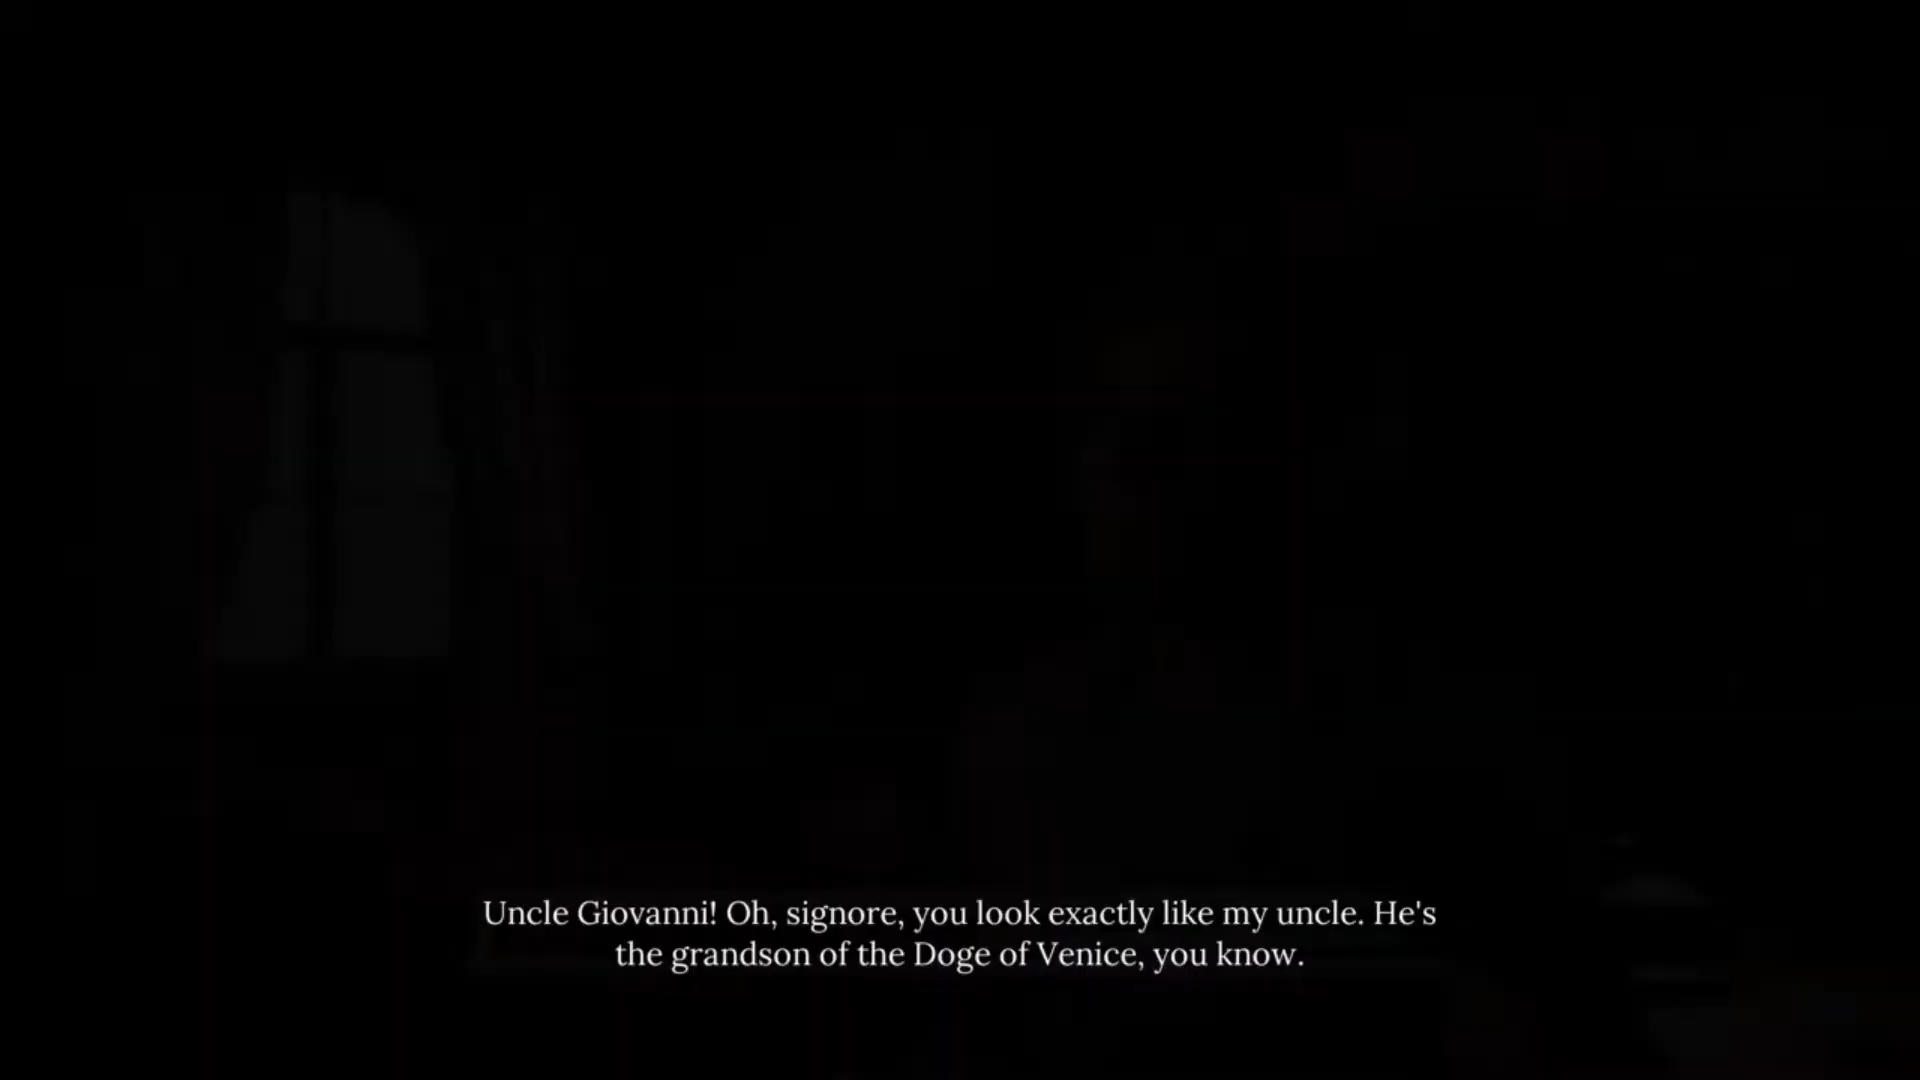 Uncle Giovanni! Oh, signore, you look exactly like my uncle. He's
the grandson of the Doge of Venice, you know.